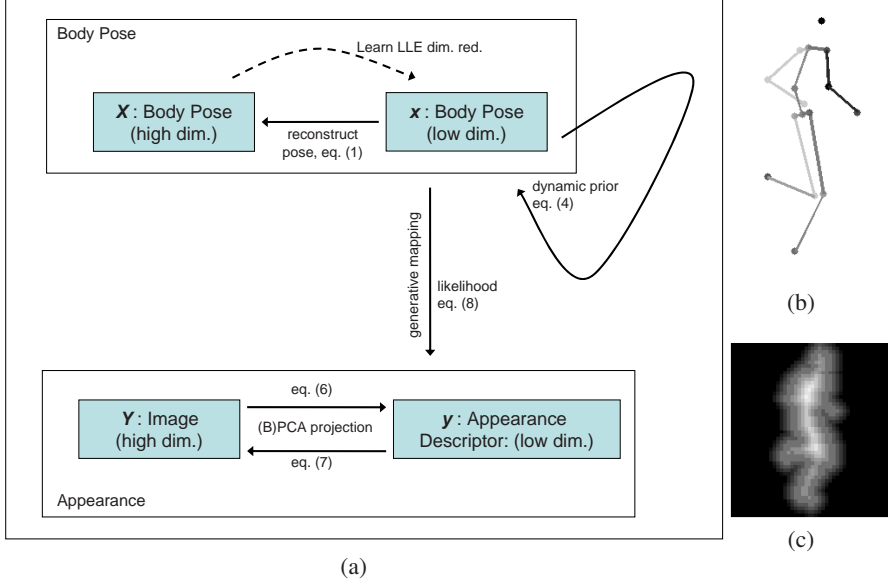 Body Pose
Learn LLE dim. red.
X : Body Pose
(high dim.)
x : Body Pose
(low dim.)
reconstruct
pose, eq. (1)
dynamic prior
eq. (4)
generative mapping
likelihood
eq. (8)
eq. (6)
Y : Image
(high dim.)
(B)PCA projection
y : Appearance
Descriptor: (low dim.)
eq. (7)
Appearance
(a)
(b)
(c)